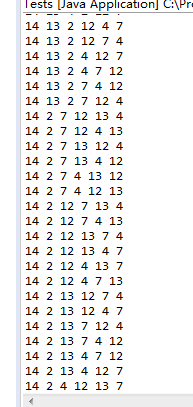 Tests [Java Application] C:\Pro
14 13 2 12 4 7
14 13 2 12 7 4
14 13 2 4 12 7
14 13 2 4 7 12
14 13 2 7 4 12
14 13 2 7 12 4
14 2 7 12 13 4
14 2 7 12 4 13
14 2 7 13 12 4
14 2 7 13 4 12
14 2 7 4 13 12
14 2 7 4 12 13
14 2 12 7 13 4
14 2 12 7 4 13
14 2 12 13 7 4
14 2 12 13 4 7
14 2 12 4 13 7
14 2 12 4 7 13
14 2 13 12 7 4
14 2 13 12 4 7
14 2 13 7 12 4
14 2 13 7 4 12
14 2 13 4 7 12
14 2 13 4 12 7
14 2 4 12 13 7